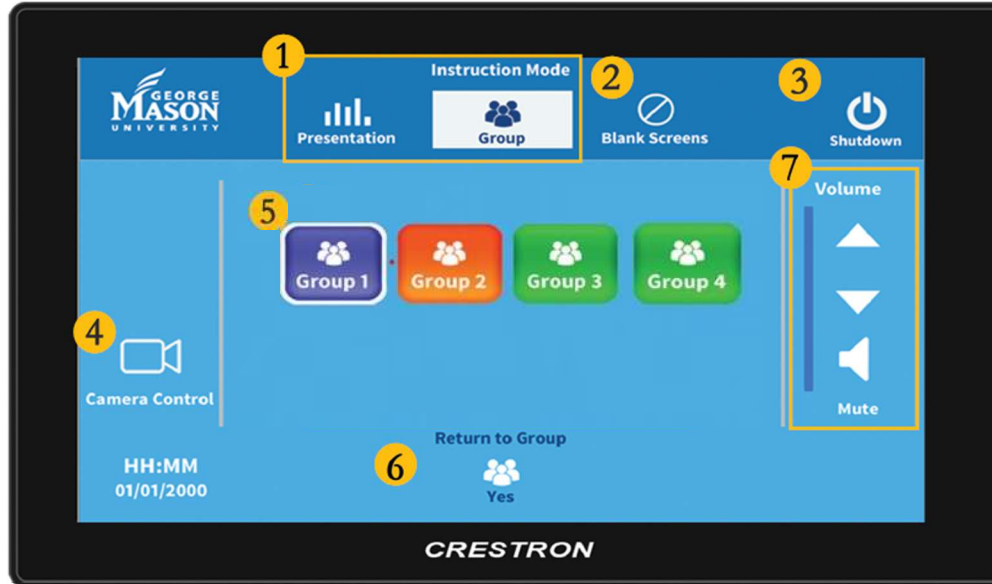 1
Instruction Mode
2
3
GEORGE
MASON
UNIVERSITY
Presentation
Group
Blank Screens
Shutdown
7
Volume
5
Group 1
Group 2
Group 3
Group 4
4
Camera Control
Mute
Return to Group
6
Yes
HH:MM
01/01/2000
CRESTRON